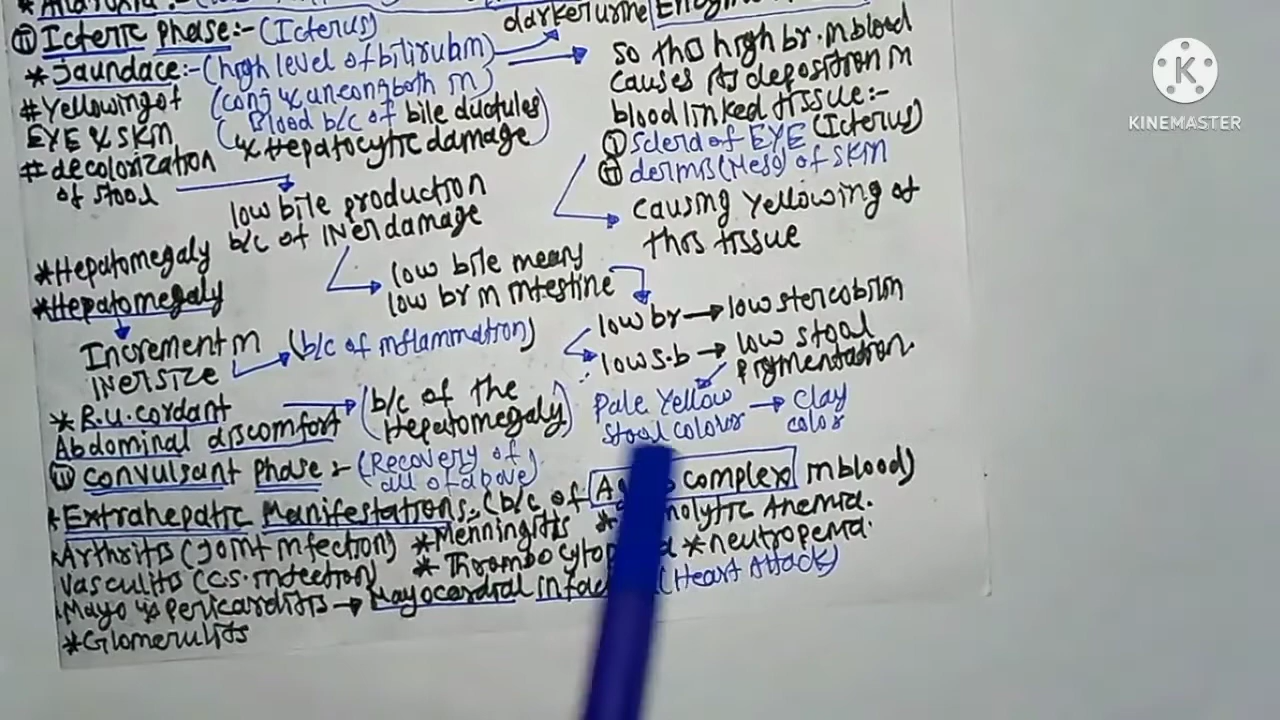 darker urine
ⓘⓘ Icteric Phase:- (Icterus)
* Jaundace:- (high level of bilirubin)
(conj & unconj both in)
#Yellowing of
EYE & SKIN
(Blood b/c of bile ductules
& Hepatocytic damage)
# decolorization
of stool
low bile production
b/c of liver damage
so the high br. in blood
causes its deposition in
blood linked tissue:-
ⓘ Sclera of EYE (Icterus)
ⓘⓘ dermis (Meso) of skin
causing Yellowing of
this tissue
low bile means
low br in intestine
low br → low stercobilin
low s.b → low stool
pigmentation
Pale Yellow → Clay
stool colour color
*Hepatomegaly
*Hepatomegaly
Increment in (b/c of inflammation)
liver size
* R.u.cordant (b/c of the
Abdominal discomfort Hepatomegaly)
Convulsant Phase :- (Recovery of
all of above)
*Extrahepatic Manifestations:- (b/c of complex in blood)
Arthritis (Joint infection) *Menningitis Anemia.
Vasculitis (C.S. infection) * *neutropenia.
Mayo & Pericarditis → Mayocardial (Heart Attack)
*Glomerulitis
KINEMASTER